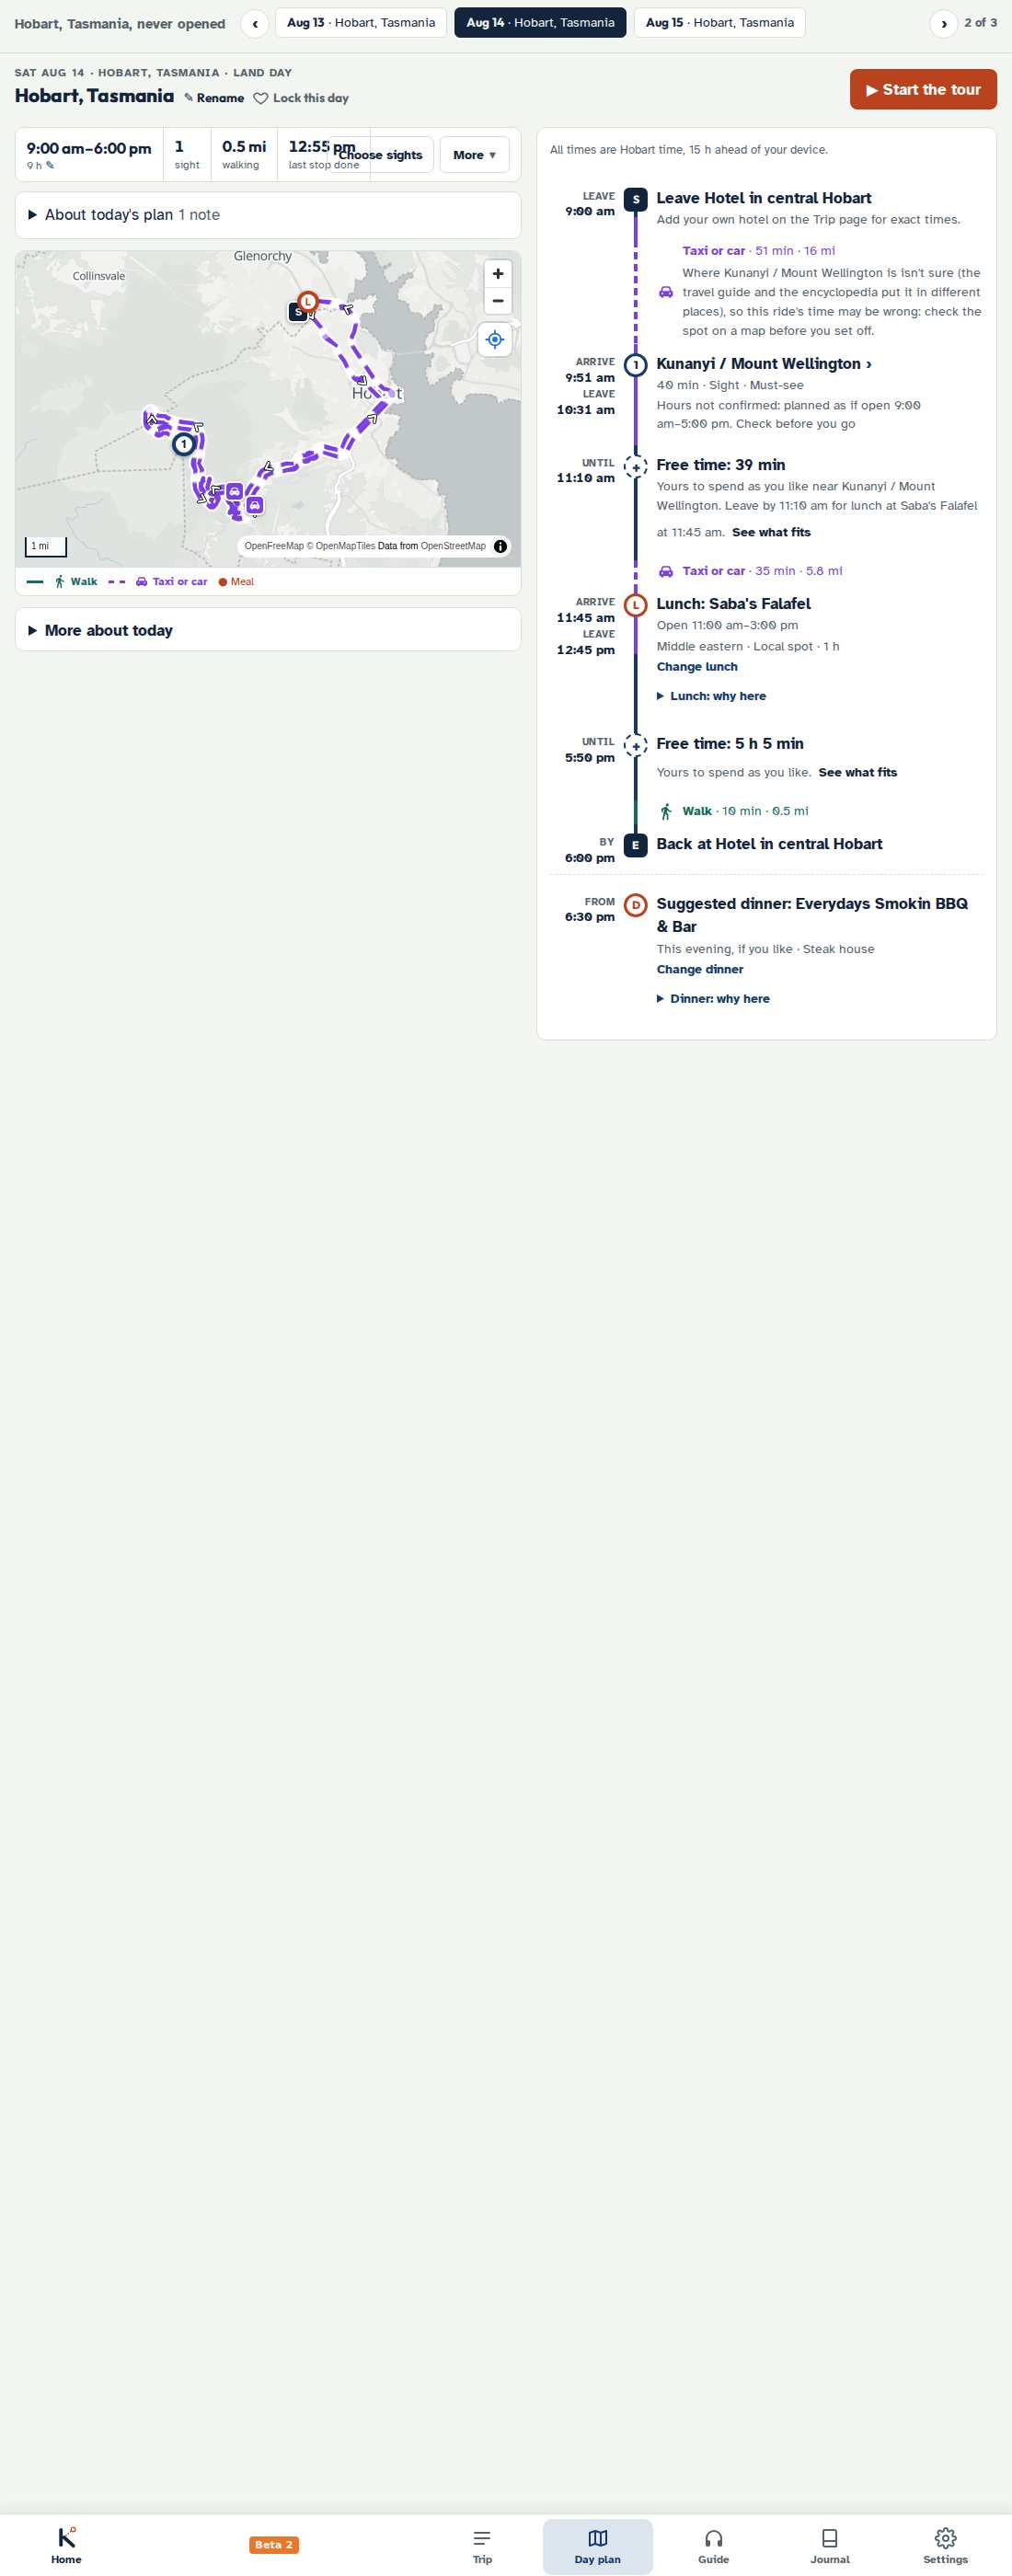 Hobart, Tasmania, never opened
‹
Aug 13 · Hobart, Tasmania
Aug 14 · Hobart, Tasmania
Aug 15 · Hobart, Tasmania
›
2 of 3
SAT AUG 14 · HOBART, TASMANIA · LAND DAY
Hobart, Tasmania ✎ Rename Lock this day
▶ Start the tour
9:00 am–6:00 pm
9 h ✎
1
sight
0.5 mi
walking
12:55 pm
last stop done
Choose sights
More ▼
▶ About today's plan 1 note
Glenorchy
Collinsvale
S
L
1
+
−
1 mi
OpenFreeMap © OpenMapTiles Data from OpenStreetMap
Walk
Taxi or car
Meal
▶ More about today
All times are Hobart time, 15 h ahead of your device.
LEAVE
9:00 am
S
Leave Hotel in central Hobart
Add your own hotel on the Trip page for exact times.
Taxi or car · 51 min · 16 mi
Where Kunanyi / Mount Wellington is isn't sure (the
travel guide and the encyclopedia put it in different
places), so this ride's time may be wrong: check the
spot on a map before you set off.
ARRIVE
9:51 am
LEAVE
10:31 am
1
Kunanyi / Mount Wellington ›
40 min · Sight · Must-see
Hours not confirmed: planned as if open 9:00
am–5:00 pm. Check before you go
UNTIL
11:10 am
+
Free time: 39 min
Yours to spend as you like near Kunanyi / Mount
Wellington. Leave by 11:10 am for lunch at Saba's Falafel
at 11:45 am. See what fits
Taxi or car · 35 min · 5.8 mi
ARRIVE
11:45 am
LEAVE
12:45 pm
L
Lunch: Saba's Falafel
Open 11:00 am–3:00 pm
Middle eastern · Local spot · 1 h
Change lunch
▶ Lunch: why here
UNTIL
5:50 pm
+
Free time: 5 h 5 min
Yours to spend as you like. See what fits
Walk · 10 min · 0.5 mi
BY
6:00 pm
E
Back at Hotel in central Hobart
FROM
6:30 pm
D
Suggested dinner: Everydays Smokin BBQ
& Bar
This evening, if you like · Steak house
Change dinner
▶ Dinner: why here
Home
Beta 2
Trip
Day plan
Guide
Journal
Settings